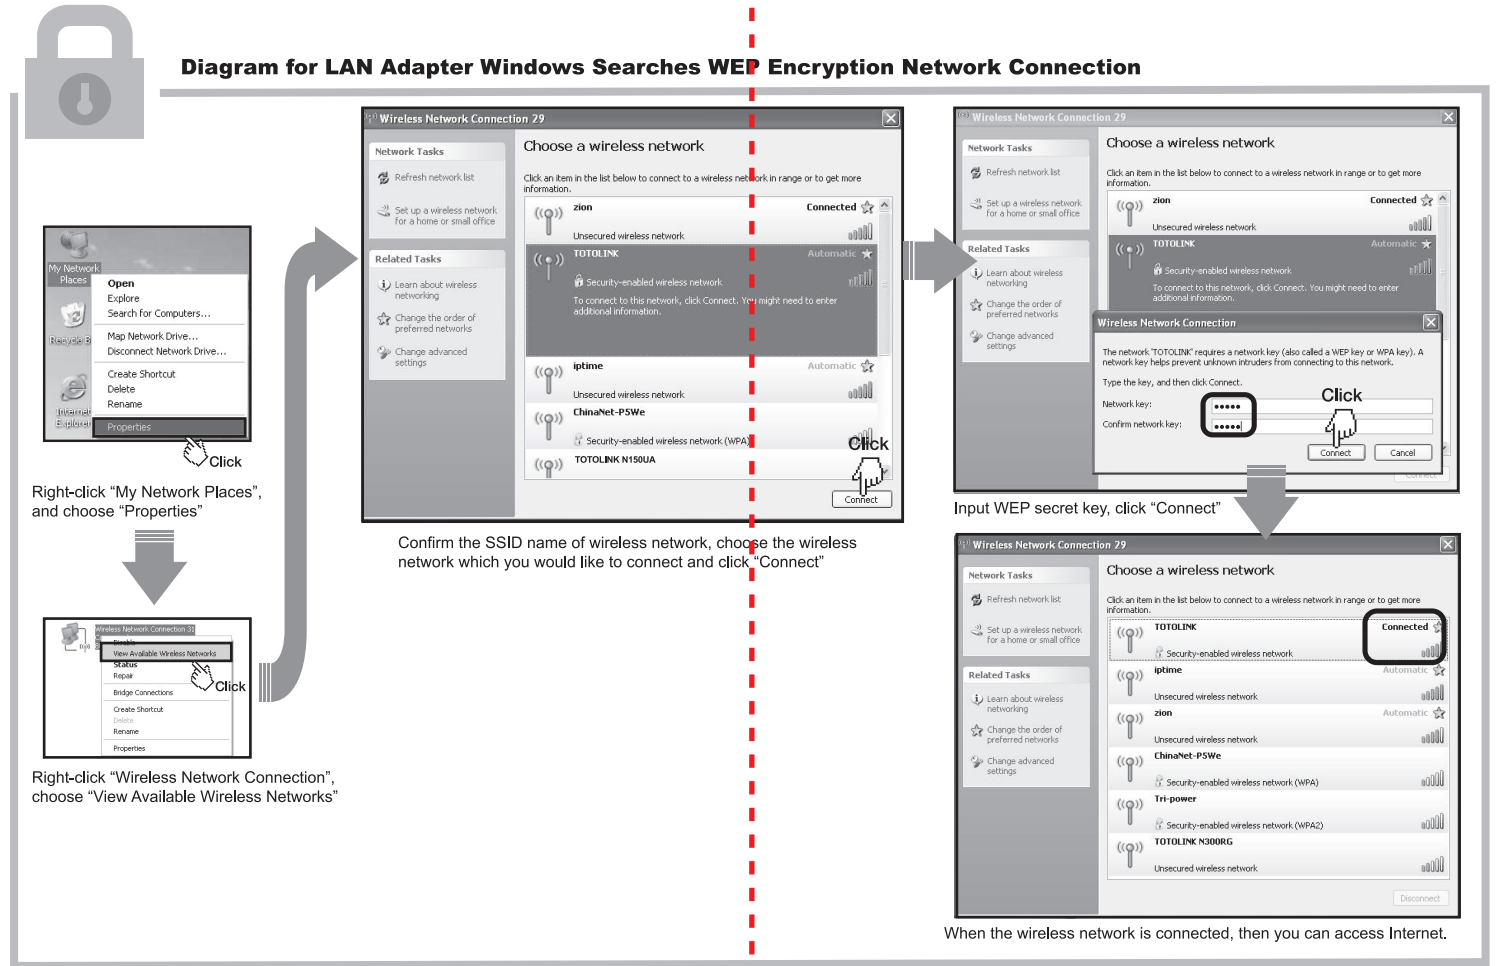 Diagram for LAN Adapter Windows Searches WEP Encryption Network Connection
My Network
Places
Recycle B
Internet
Explorer
Open
Explore
Search for Computers...
Map Network Drive...
Disconnect Network Drive...
Create Shortcut
Delete
Rename
Properties
Click
Right-click “My Network Places”,
and choose “Properties”
Wireless Network Connection 31
Disable
View Available Wireless Networks
Status
Repair
Bridge Connections
Create Shortcut
Delete
Rename
Properties
Click
Right-click “Wireless Network Connection”,
choose “View Available Wireless Networks”
Wireless Network Connection 29
Network Tasks
Refresh network list
Set up a wireless network
for a home or small office
Related Tasks
Learn about wireless
networking
Change the order of
preferred networks
Change advanced
settings
Choose a wireless network
Click an item in the list below to connect to a wireless network in range or to get more
information.
zion Connected
Unsecured wireless network
TOTOLINK Automatic
Security-enabled wireless network
To connect to this network, click Connect. You might need to enter
additional information.
iptime Automatic
Unsecured wireless network
ChinaNet-P5We
Security-enabled wireless network (WPA)
TOTOLINK N150UA
Click
Connect
Confirm the SSID name of wireless network, choose the wireless
network which you would like to connect and click “Connect”
Wireless Network Connection 29
Network Tasks
Refresh network list
Set up a wireless network
for a home or small office
Related Tasks
Learn about wireless
networking
Change the order of
preferred networks
Change advanced
settings
Choose a wireless network
Click an item in the list below to connect to a wireless network in range or to get more
information.
zion Connected
Unsecured wireless network
TOTOLINK Automatic
Security-enabled wireless network
To connect to this network, click Connect. You might need to enter
additional information.
Wireless Network Connection
The network 'TOTOLINK' requires a network key (also called a WEP key or WPA key). A
network key helps prevent unknown intruders from connecting to this network.
Type the key, and then click Connect.
Network key: •••••
Confirm network key: •••••
Click
Connect Cancel
Connect
Input WEP secret key, click “Connect”
Wireless Network Connection 29
Network Tasks
Refresh network list
Set up a wireless network
for a home or small office
Related Tasks
Learn about wireless
networking
Change the order of
preferred networks
Change advanced
settings
Choose a wireless network
Click an item in the list below to connect to a wireless network in range or to get more
information.
TOTOLINK Connected
Security-enabled wireless network
iptime Automatic
Unsecured wireless network
zion Automatic
Unsecured wireless network
ChinaNet-P5We
Security-enabled wireless network (WPA)
Tri-power
Security-enabled wireless network (WPA2)
TOTOLINK N300RG
Unsecured wireless network
Disconnect
When the wireless network is connected, then you can access Internet.